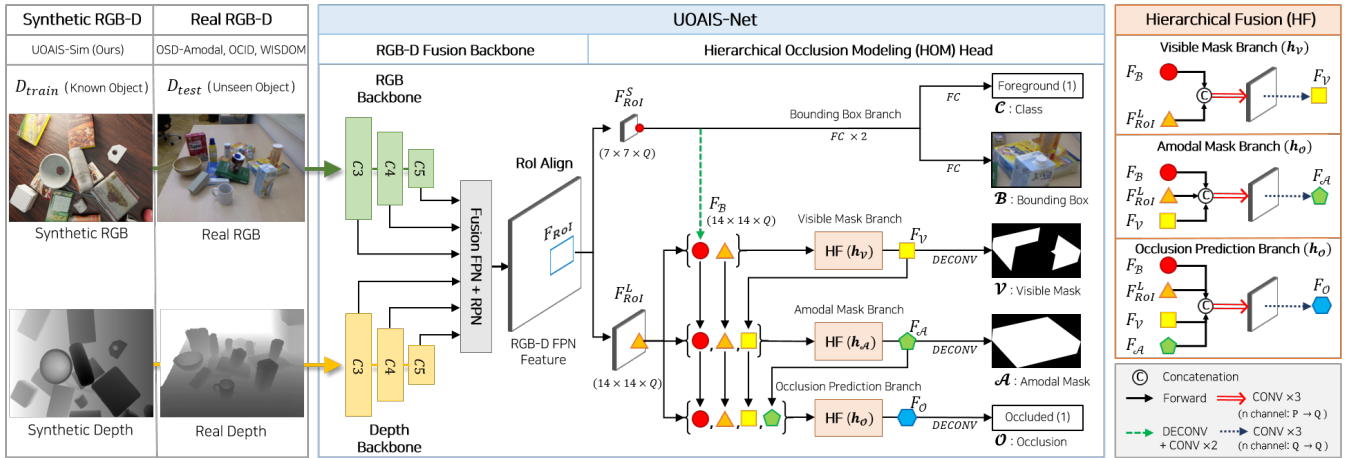 Synthetic RGB-D
Real RGB-D
UOAIS-Sim (Ours)
OSD-Amodal, OCID, WISDOM
D_train (Known Object)
D_test (Unseen Object)
Synthetic RGB
Real RGB
Synthetic Depth
Real Depth
UOAIS-Net
RGB-D Fusion Backbone
Hierarchical Occlusion Modeling (HOM) Head
RGB
Backbone
C3
C4
C5
C3
C4
C5
Depth
Backbone
Fusion FPN + RPN
RoI Align
F_RoI
RGB-D FPN
Feature
F^S_RoI
(7 × 7 × Q)
F^L_RoI
(14 × 14 × Q)
Bounding Box Branch
FC × 2
FC
Foreground (1)
𝓒 : Class
FC
𝓑 : Bounding Box
F_𝓑
(14 × 14 × Q)
{ , }
Visible Mask Branch
HF (h_𝒱)
F_𝒱
DECONV
𝓥 : Visible Mask
{ , , }
Amodal Mask Branch
HF (h_𝒜)
F_𝒜
DECONV
𝓐 : Amodal Mask
{ , , , }
Occlusion Prediction Branch
HF (h_𝒪)
F_𝒪
DECONV
Occluded (1)
𝓞 : Occlusion
Hierarchical Fusion (HF)
Visible Mask Branch (h_𝒱)
F_𝓑
F^L_RoI
C
F_𝒱
Amodal Mask Branch (h_𝒪)
F_𝓑
F^L_RoI
F_𝒱
C
F_𝒜
Occlusion Prediction Branch (h_𝒪)
F_𝓑
F^L_RoI
F_𝒱
F_𝒜
C
F_𝒪
C Concatenation
Forward
CONV ×3
(n channel: P → Q)
DECONV
+ CONV ×2
CONV ×3
(n channel: Q → Q)